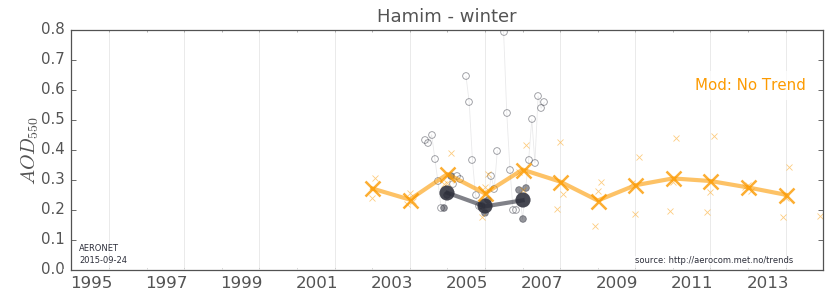 Hamim - winter
0.8
0.7
0.6
0.5
0.4
0.3
0.2
0.1
0.0
AOD550
Mod: No Trend
AERONET
2015-09-24
source: http://aerocom.met.no/trends
1995 1997 1999 2001 2003 2005 2007 2009 2011 2013